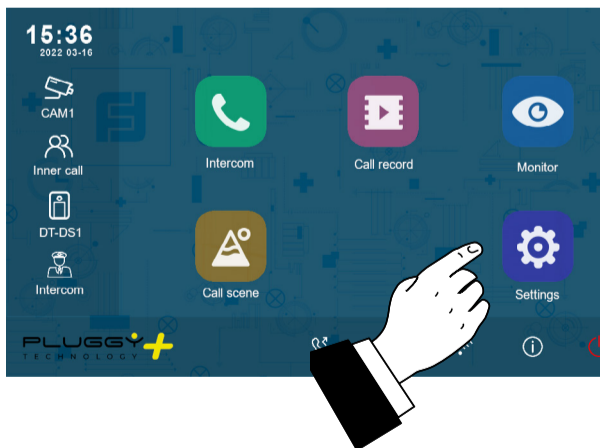 15:36
2022 03-16
CAM1
Inner call
DT-DS1
Intercom
Intercom
Call record
Monitor
Call scene
Settings
PLUGGY
TECHNOLOGY